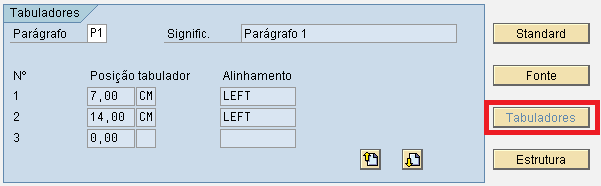 Tabuladores
Parágrafo P1 Signific. Parágrafo 1
Nº Posição tabulador Alinhamento
1 7,00 CM LEFT
2 14,00 CM LEFT
3 0,00
Standard
Fonte
Tabuladores
Estrutura